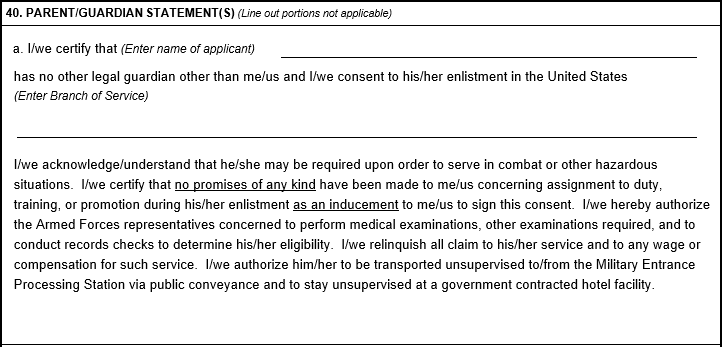 40. PARENT/GUARDIAN STATEMENT(S) (Line out portions not applicable)
a. I/we certify that (Enter name of applicant)
has no other legal guardian other than me/us and I/we consent to his/her enlistment in the United States
(Enter Branch of Service)
I/we acknowledge/understand that he/she may be required upon order to serve in combat or other hazardous
situations. I/we certify that no promises of any kind have been made to me/us concerning assignment to duty,
training, or promotion during his/her enlistment as an inducement to me/us to sign this consent. I/we hereby authorize
the Armed Forces representatives concerned to perform medical examinations, other examinations required, and to
conduct records checks to determine his/her eligibility. I/we relinquish all claim to his/her service and to any wage or
compensation for such service. I/we authorize him/her to be transported unsupervised to/from the Military Entrance
Processing Station via public conveyance and to stay unsupervised at a government contracted hotel facility.